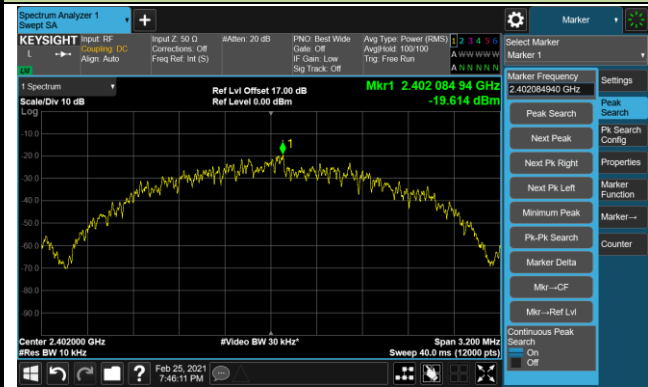 Spectrum Analyzer 1
Swept SA
+
Marker
KEYSIGHT
L
LW
Input: RF
Coupling: DC
Align: Auto
Input Z: 50 Ω
Corrections: Off
Freq Ref: Int (S)
#Atten: 20 dB
PNO: Best Wide
Gate: Off
IF Gain: Low
Sig Track: Off
Avg Type: Power (RMS)
Avg|Hold: 100/100
Trig: Free Run
1 2 3 4 5 6
A W W W W W
A N N N N N
Select Marker
Marker 1
1 Spectrum
Scale/Div 10 dB
Log
Ref Lvl Offset 17.00 dB
Ref Level 0.00 dBm
Mkr1 2.402 084 94 GHz
-19.614 dBm
Marker Frequency
2.402084940 GHz
Peak Search
Next Peak
Next Pk Right
Next Pk Left
Minimum Peak
Pk-Pk Search
Marker Delta
Mkr→CF
Mkr→Ref Lvl
Continuous Peak
Search
On
Off
Settings
Peak
Search
Pk Search
Config
Properties
Marker
Function
Marker→
Counter
1
-10.0
-20.0
-30.0
-40.0
-50.0
-60.0
-70.0
-80.0
-90.0
Center 2.402000 GHz
#Res BW 10 kHz
#Video BW 30 kHz*
Span 3.200 MHz
Sweep 40.0 ms (12000 pts)
?
Feb 25, 2021
7:46:11 PM